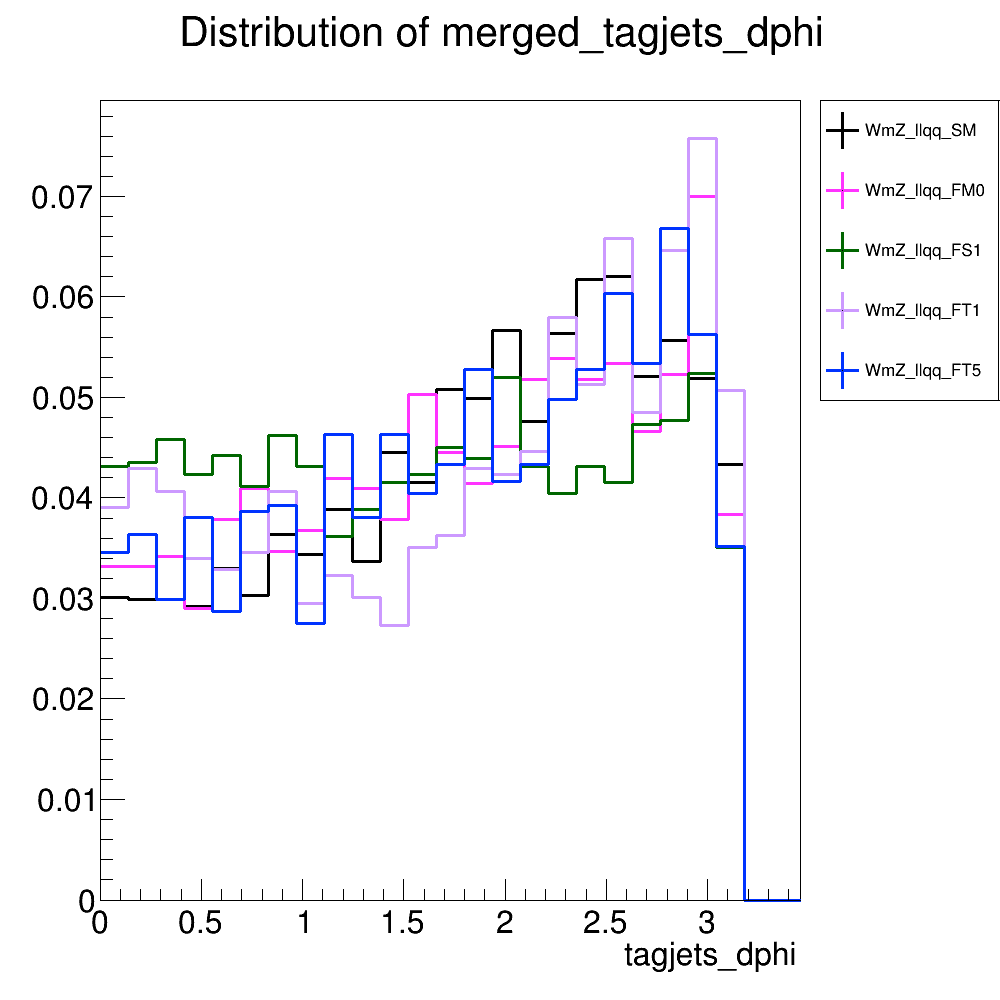 Distribution of merged_tagjets_dphi
WmZ_llqq_SM
WmZ_llqq_FM0
WmZ_llqq_FS1
WmZ_llqq_FT1
WmZ_llqq_FT5
0.07
0.06
0.05
0.04
0.03
0.02
0.01
0
0 0.5 1 1.5 2 2.5 3
tagjets_dphi